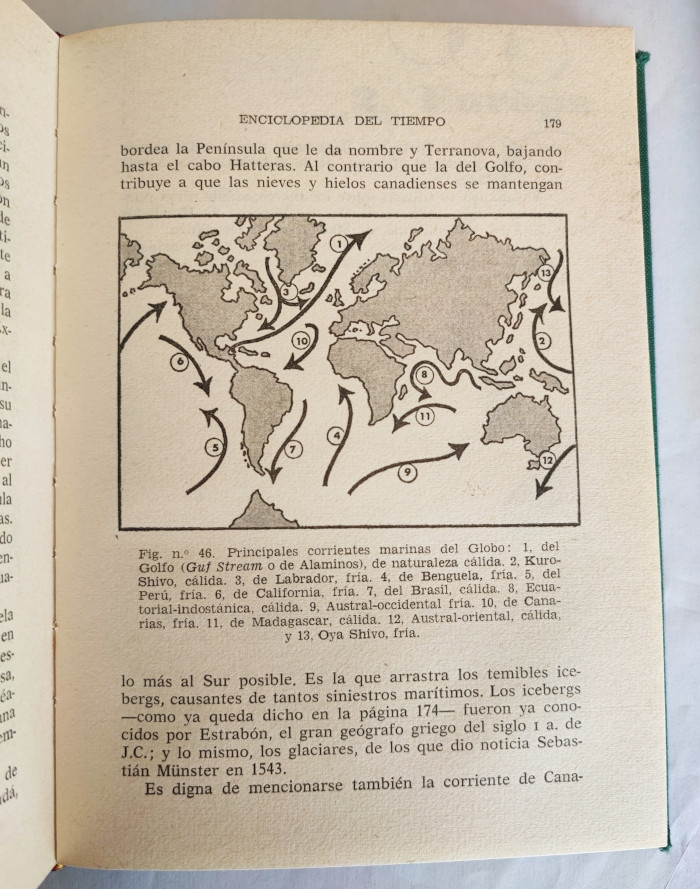 ENCICLOPEDIA DEL TIEMPO 179
bordea la Península que le da nombre y Terranova, bajando
hasta el cabo Hatteras. Al contrario que la del Golfo, con-
tribuye a que las nieves y hielos canadienses se mantengan
1
3
13
10
2
6
8
11
5
7
4
9
12
Fig. n.º 46. Principales corrientes marinas del Globo: 1, del
Golfo (Guf Stream o de Alaminos), de naturaleza cálida. 2, Kuro-
Shivo, cálida. 3, de Labrador, fría. 4, de Benguela, fría. 5, del
Perú, fría. 6, de California, fría. 7, del Brasil, cálida. 8, Ecua-
torial-indostánica, cálida. 9, Austral-occidental fría. 10, de Cana-
rias, fría. 11, de Madagascar, cálida. 12, Austral-oriental, cálida,
y 13, Oya Shivo, fría.
lo más al Sur posible. Es la que arrastra los temibles ice-
bergs, causantes de tantos siniestros marítimos. Los icebergs
—como ya queda dicho en la página 174— fueron ya cono-
cidos por Estrabón, el gran geógrafo griego del siglo I a. de
J.C.; y lo mismo, los glaciares, de los que dio noticia Sebas-
tián Münster en 1543.
Es digna de mencionarse también la corriente de Cana-